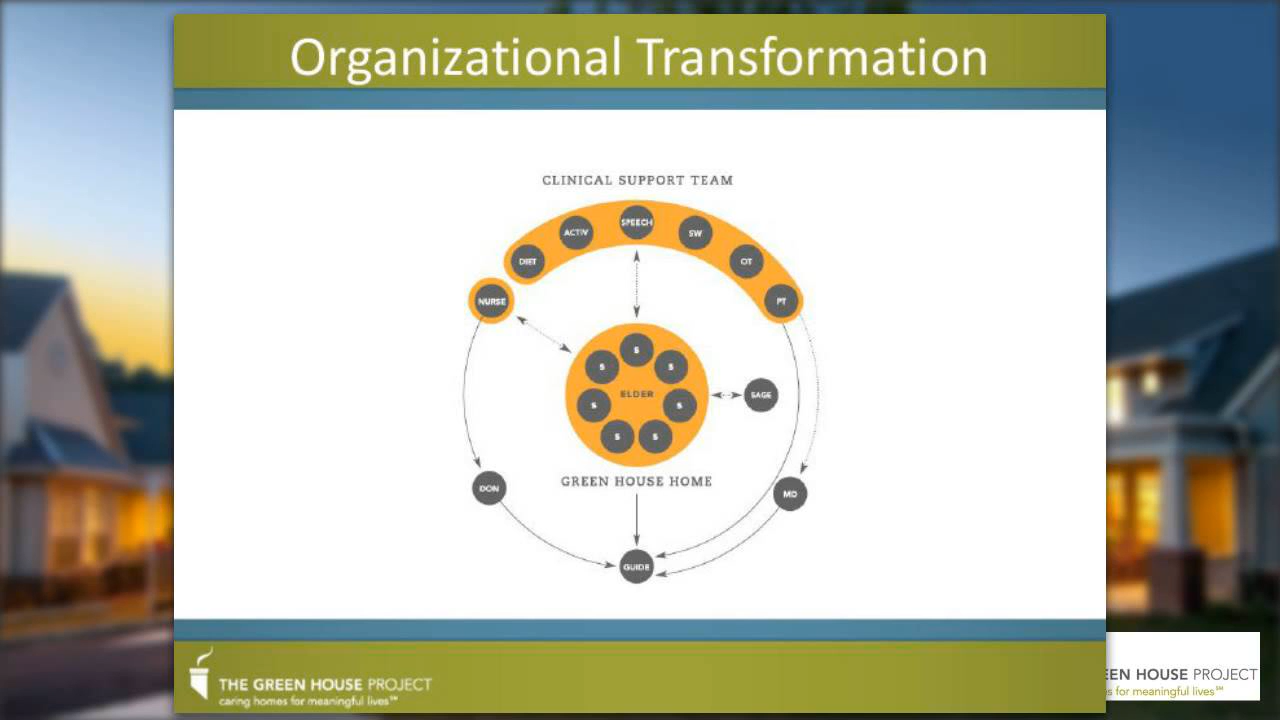 Organizational Transformation
CLINICAL SUPPORT TEAM
SPEECH
ACTIV
SW
DIET
OT
NURSE
PT
S
S
S
ELDER
SAGE
S
S
S
S
GREEN HOUSE HOME
DON
MD
GUIDE
THE GREEN HOUSE PROJECT
caring homes for meaningful lives℠
EEN HOUSE PROJECT
s for meaningful lives℠